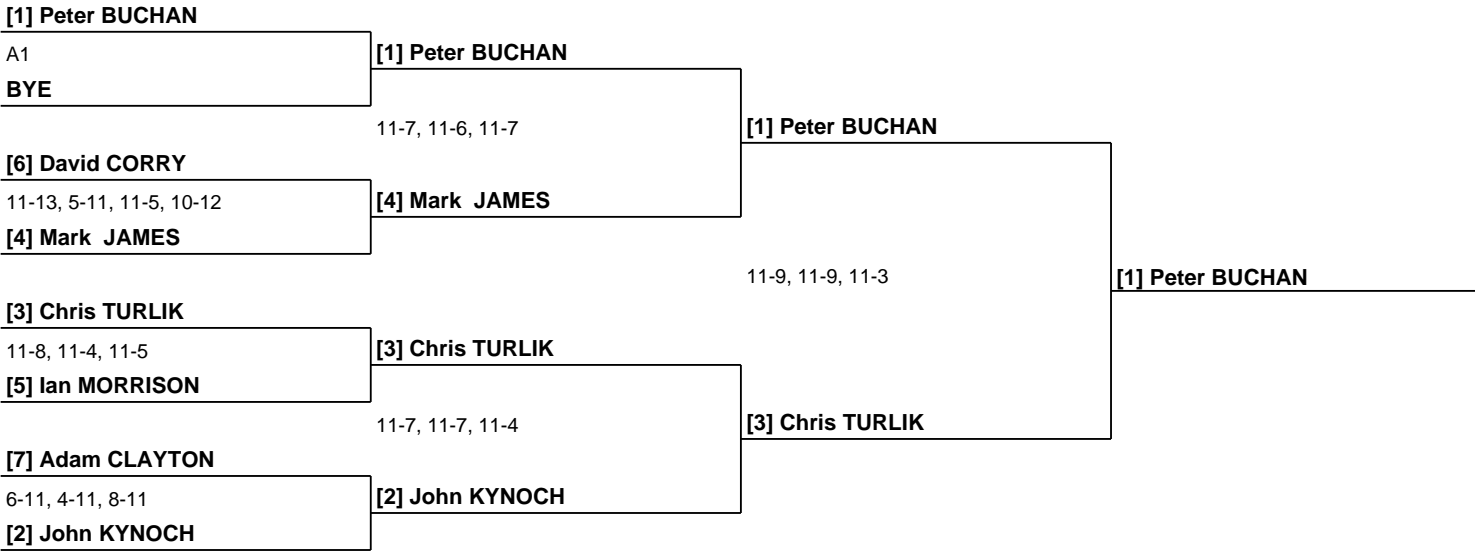 [1] Peter BUCHAN
A1
BYE
[1] Peter BUCHAN
11-7, 11-6, 11-7
[6] David CORRY
11-13, 5-11, 11-5, 10-12
[4] Mark  JAMES
[4] Mark  JAMES
[1] Peter BUCHAN
11-9, 11-9, 11-3
[1] Peter BUCHAN
[3] Chris TURLIK
11-8, 11-4, 11-5
[5] Ian MORRISON
[3] Chris TURLIK
11-7, 11-7, 11-4
[3] Chris TURLIK
[7] Adam CLAYTON
6-11, 4-11, 8-11
[2] John KYNOCH
[2] John KYNOCH